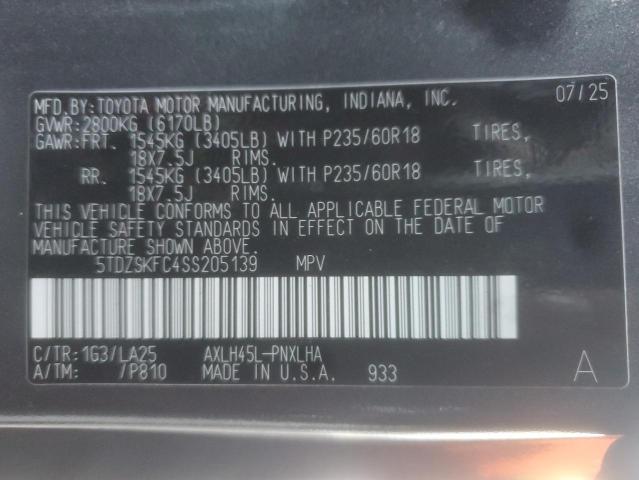 MFD.BY:TOYOTA MOTOR MANUFACTURING, INDIANA, INC. 07/25
GVWR:2800KG (6170LB)
GAWR:FRT. 1545KG (3405LB) WITH P235/60R18 TIRES,
18X7.5J RIMS.
RR. 1545KG (3405LB) WITH P235/60R18 TIRES,
18X7.5J RIMS.
THIS VEHICLE CONFORMS TO ALL APPLICABLE FEDERAL MOTOR
VEHICLE SAFETY STANDARDS IN EFFECT ON THE DATE OF
MANUFACTURE SHOWN ABOVE.
5TDZSKFC4SS205139 MPV
C/TR:1G3/LA25 AXLH45L-PNXLHA
A/TM: /P810 MADE IN U.S.A. 933 A